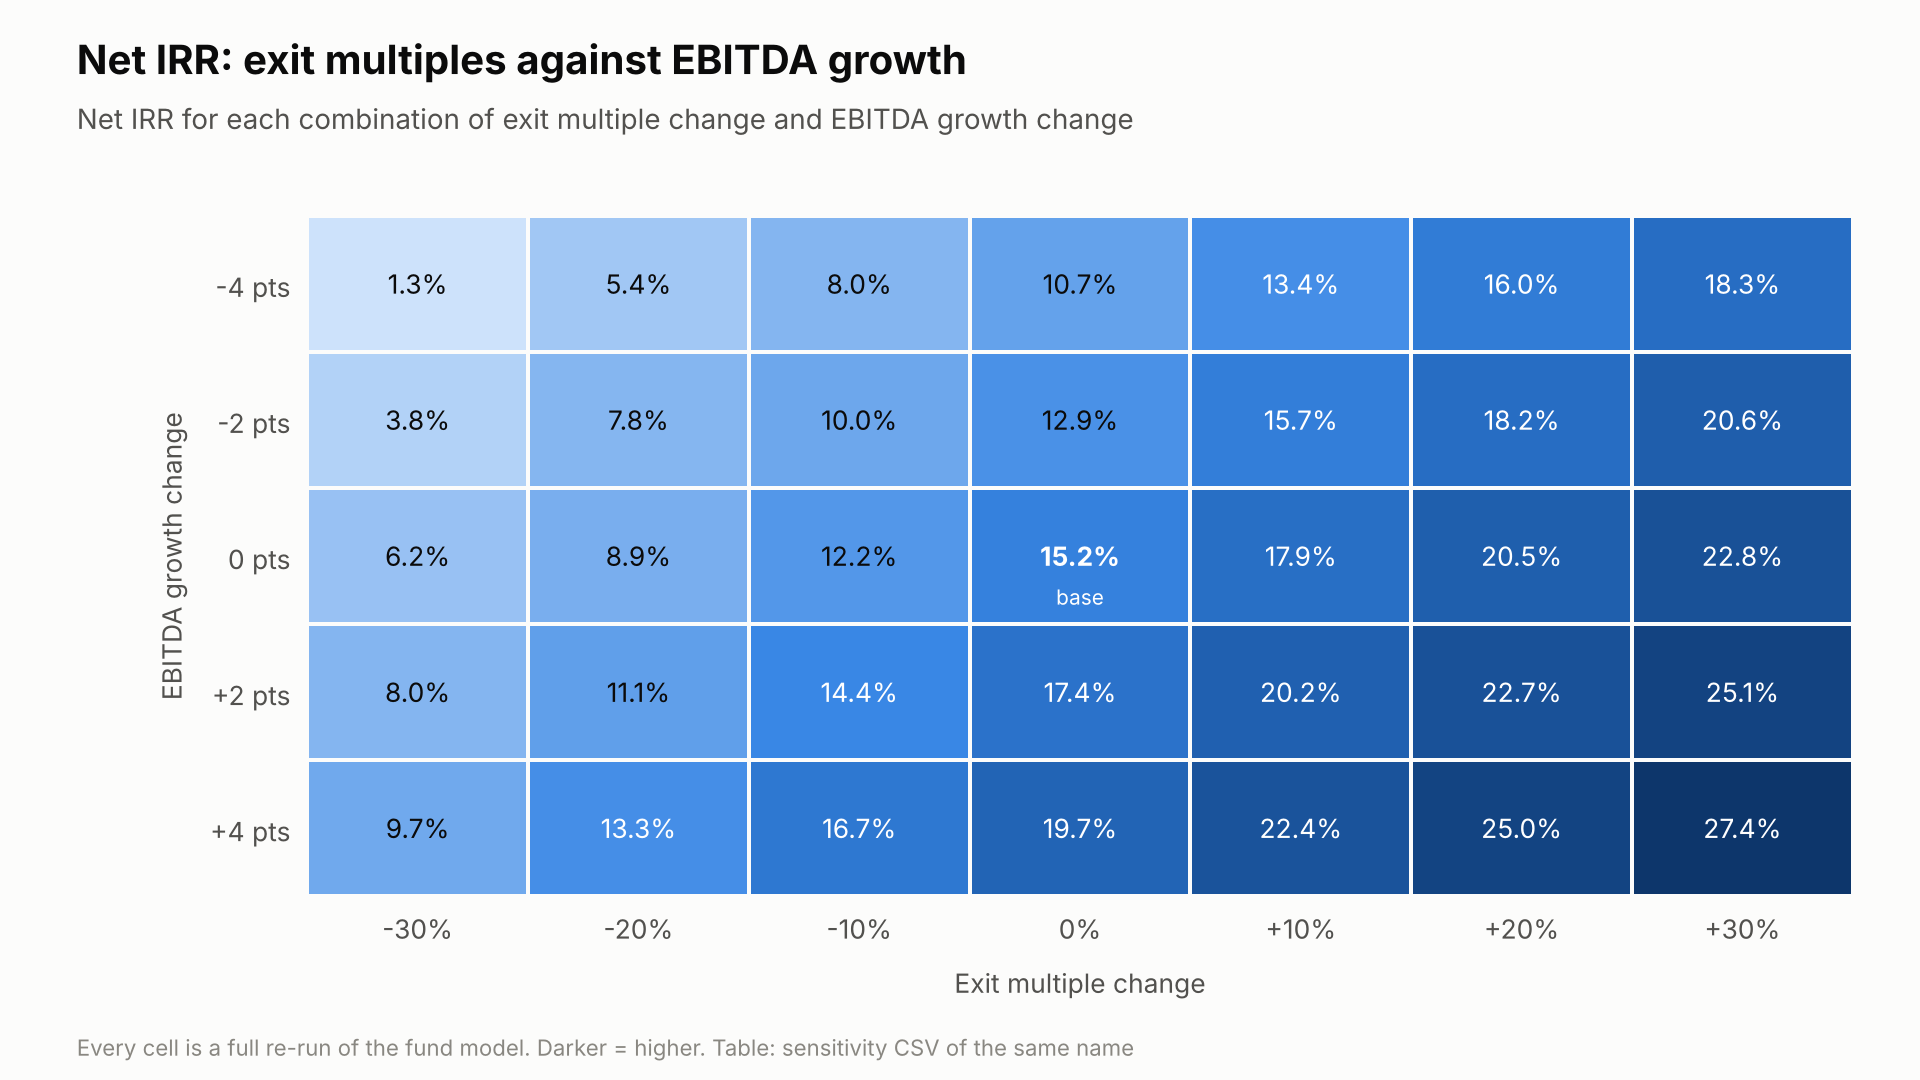 Net IRR: exit multiples against EBITDA growth
Net IRR for each combination of exit multiple change and EBITDA growth change
EBITDA growth change
-4 pts 1.3% 5.4% 8.0% 10.7% 13.4% 16.0% 18.3%
-2 pts 3.8% 7.8% 10.0% 12.9% 15.7% 18.2% 20.6%
0 pts 6.2% 8.9% 12.2% 15.2% 17.9% 20.5% 22.8%
base
+2 pts 8.0% 11.1% 14.4% 17.4% 20.2% 22.7% 25.1%
+4 pts 9.7% 13.3% 16.7% 19.7% 22.4% 25.0% 27.4%
-30% -20% -10% 0% +10% +20% +30%
Exit multiple change
Every cell is a full re-run of the fund model. Darker = higher. Table: sensitivity CSV of the same name